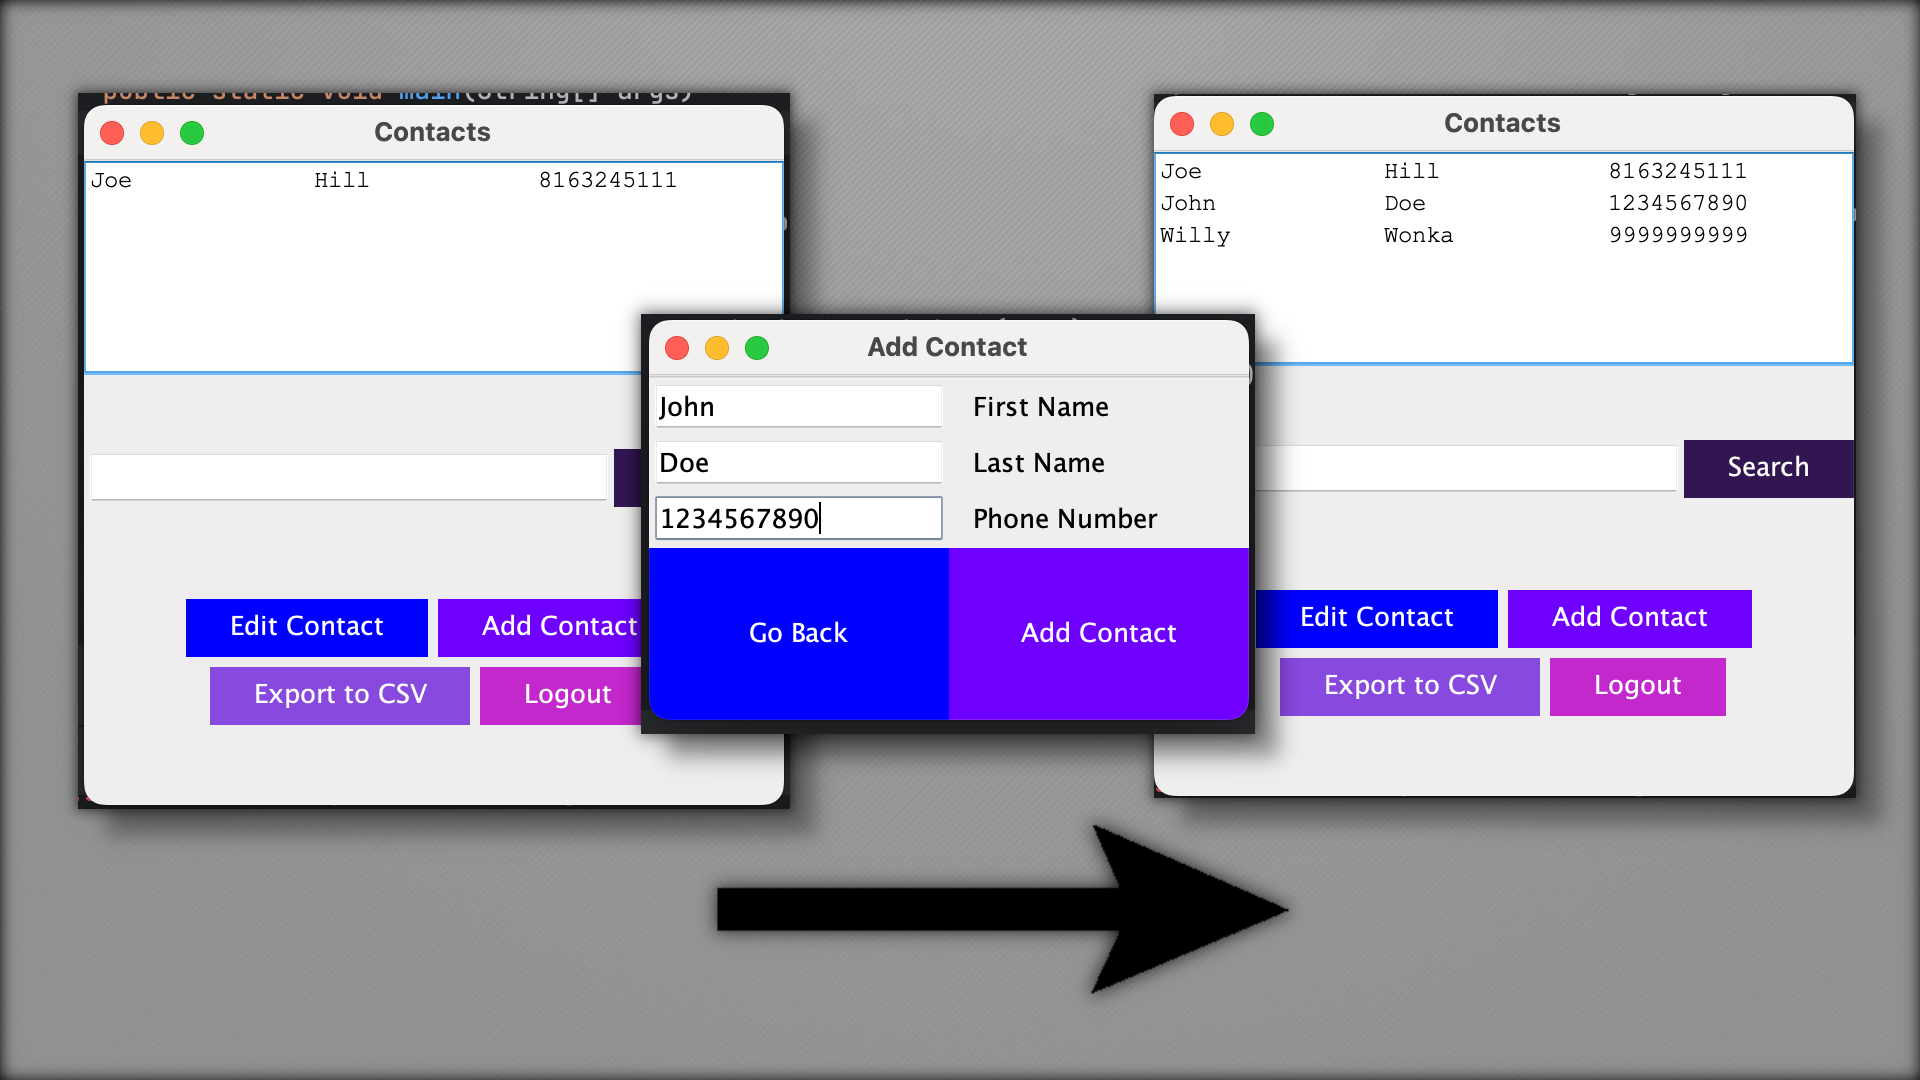 public static void main(String[] args)
Contacts
Joe Hill 8163245111
Edit Contact Add Contact
Export to CSV Logout
Add Contact
John First Name
Doe Last Name
1234567890 Phone Number
Go Back Add Contact
Contacts
Joe Hill 8163245111
John Doe 1234567890
Willy Wonka 9999999999
Search
Edit Contact Add Contact
Export to CSV Logout